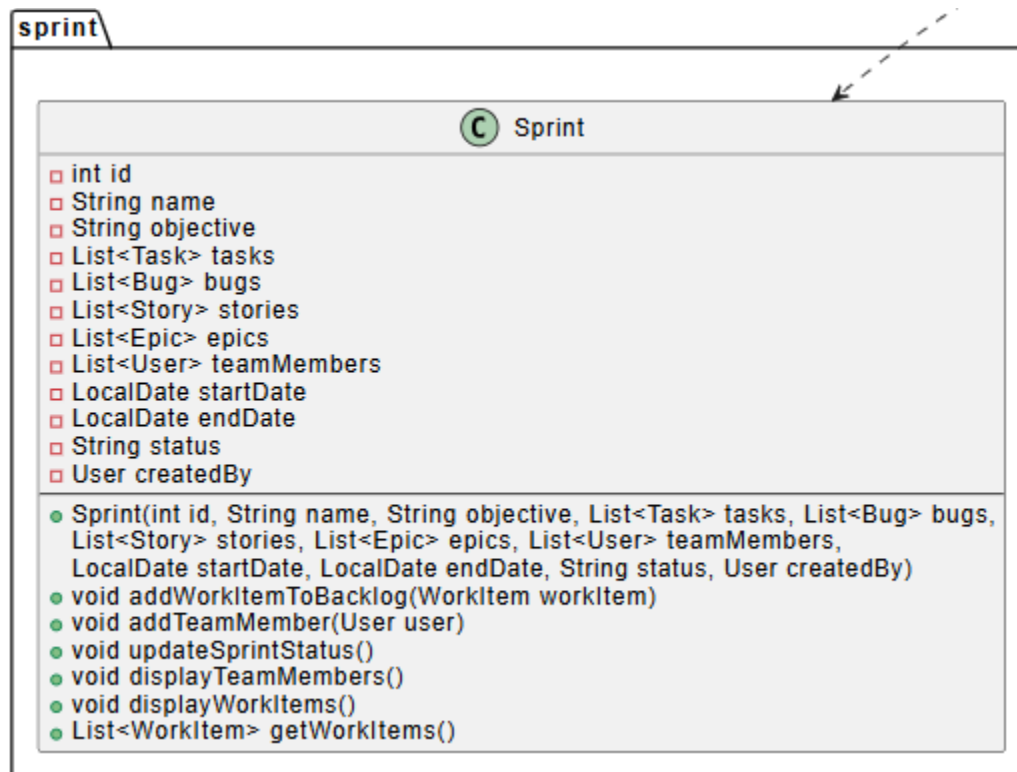 sprint
C Sprint
int id
String name
String objective
List<Task> tasks
List<Bug> bugs
List<Story> stories
List<Epic> epics
List<User> teamMembers
LocalDate startDate
LocalDate endDate
String status
User createdBy
Sprint(int id, String name, String objective, List<Task> tasks, List<Bug> bugs,
List<Story> stories, List<Epic> epics, List<User> teamMembers,
LocalDate startDate, LocalDate endDate, String status, User createdBy)
void addWorkItemToBacklog(WorkItem workItem)
void addTeamMember(User user)
void updateSprintStatus()
void displayTeamMembers()
void displayWorkItems()
List<WorkItem> getWorkItems()